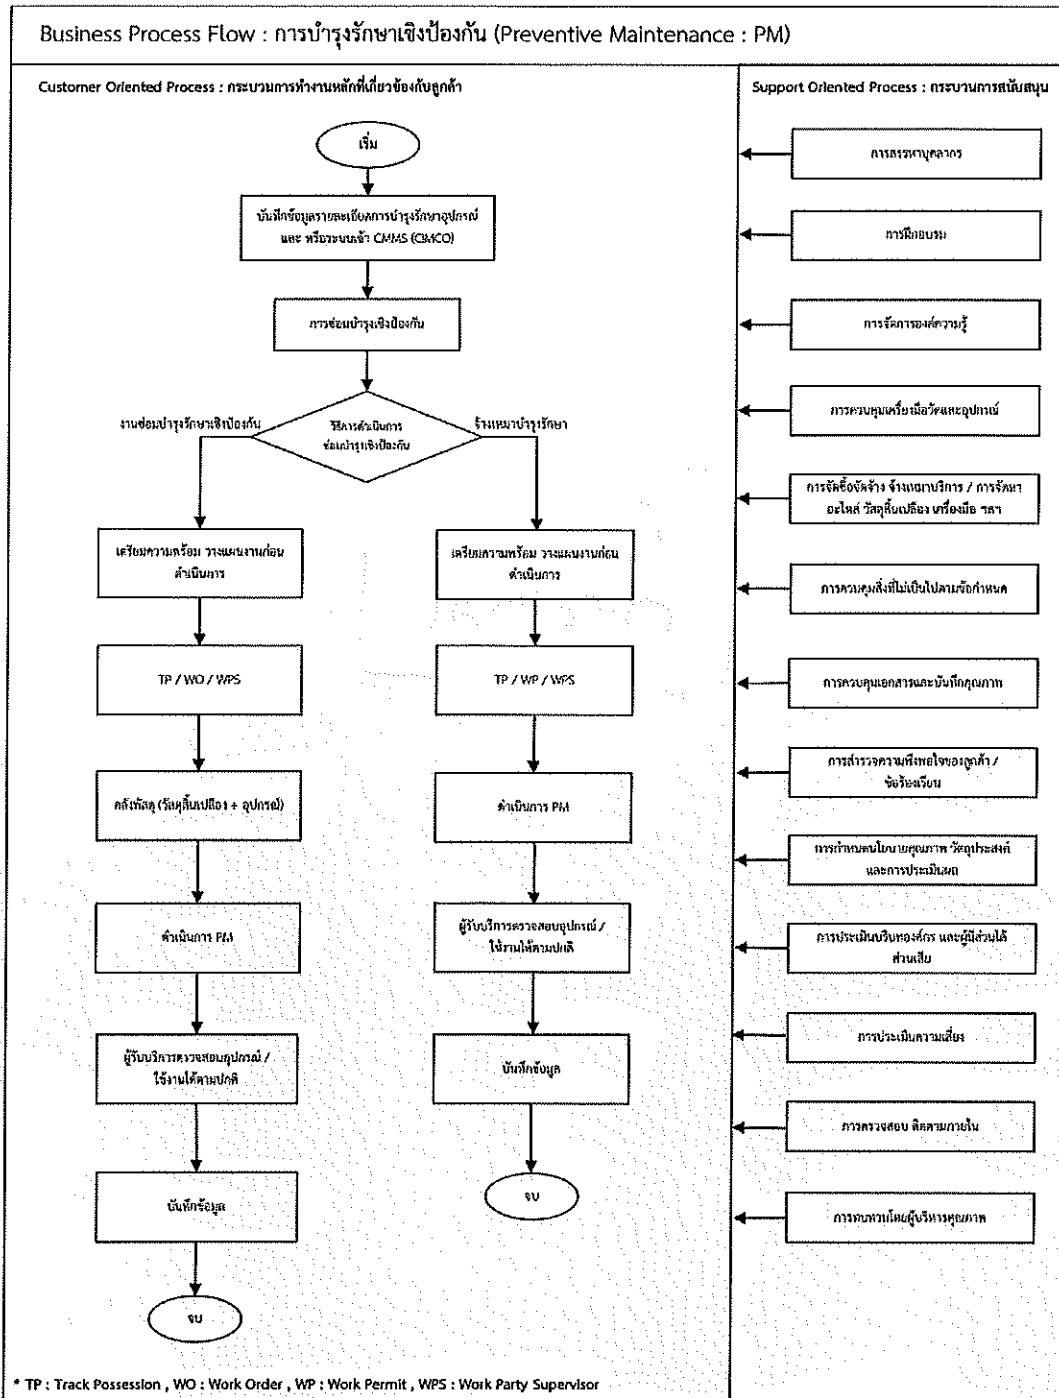 Business Process Flow : การบำรุงรักษาเชิงป้องกัน (Preventive Maintenance : PM)
Customer Oriented Process : กระบวนการทำงานหลักที่เกี่ยวข้องกับลูกค้า
เริ่ม
บันทึกข้อมูลรายละเอียดการบำรุงรักษาอุปกรณ์
และ หรือระบบเข้า CMMS (CIMCO)
การซ่อมบำรุงเชิงป้องกัน
วิธีการดำเนินการ
ซ่อมบำรุงเชิงป้องกัน
งานซ่อมบำรุงรักษาเชิงป้องกัน
จ้างเหมาบำรุงรักษา
เตรียมความพร้อม วางแผนงานก่อน
ดำเนินการ
TP / WO / WPS
คลังพัสดุ (วัสดุสิ้นเปลือง + อุปกรณ์)
ดำเนินการ PM
ผู้รับบริการตรวจสอบอุปกรณ์ /
ใช้งานได้ตามปกติ
บันทึกข้อมูล
จบ
เตรียมความพร้อม วางแผนงานก่อน
ดำเนินการ
TP / WP / WPS
ดำเนินการ PM
ผู้รับบริการตรวจสอบอุปกรณ์ /
ใช้งานได้ตามปกติ
บันทึกข้อมูล
จบ
Support Oriented Process : กระบวนการสนับสนุน
การสรรหาบุคลากร
การฝึกอบรม
การจัดการองค์ความรู้
การควบคุมเครื่องมือวัดและอุปกรณ์
การจัดซื้อจัดจ้าง จ้างเหมาบริการ / การจัดหา
อะไหล่ วัสดุสิ้นเปลือง เครื่องมือ ฯลฯ
การควบคุมสิ่งที่ไม่เป็นไปตามข้อกำหนด
การควบคุมเอกสารและบันทึกคุณภาพ
การสำรวจความพึงพอใจของลูกค้า /
ข้อร้องเรียน
การกำหนดนโยบายคุณภาพ วัตถุประสงค์
และการประเมินผล
การประเมินบริบทองค์กร และผู้มีส่วนได้
ส่วนเสีย
การประเมินความเสี่ยง
การตรวจสอบ ติดตามภายใน
การทบทวนโดยผู้บริหารคุณภาพ
* TP : Track Possession , WO : Work Order , WP : Work Permit , WPS : Work Party Supervisor